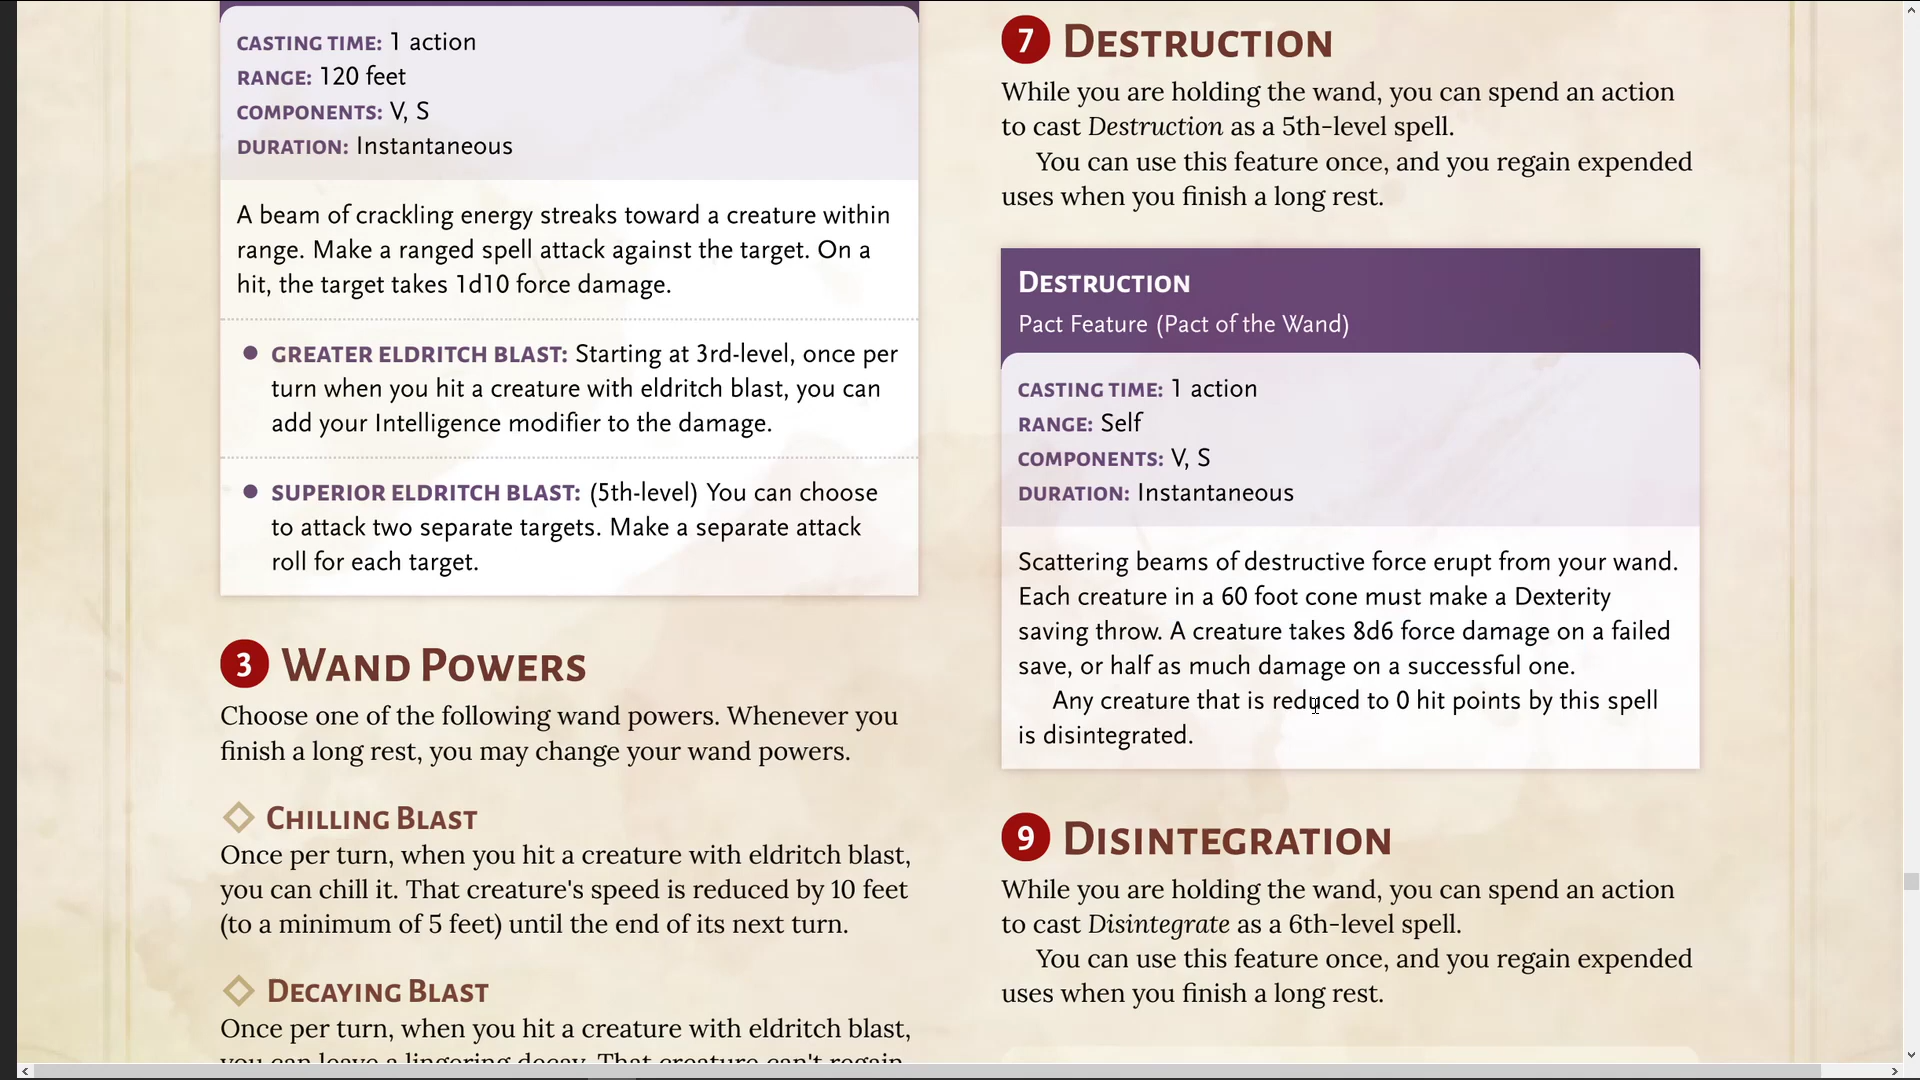 CASTING TIME: 1 action
RANGE: 120 feet
COMPONENTS: V, S
DURATION: Instantaneous
A beam of crackling energy streaks toward a creature within
range. Make a ranged spell attack against the target. On a
hit, the target takes 1d10 force damage.
GREATER ELDRITCH BLAST: Starting at 3rd-level, once per
turn when you hit a creature with eldritch blast, you can
add your Intelligence modifier to the damage.
SUPERIOR ELDRITCH BLAST: (5th-level) You can choose
to attack two separate targets. Make a separate attack
roll for each target.
3 WAND POWERS
Choose one of the following wand powers. Whenever you
finish a long rest, you may change your wand powers.
CHILLING BLAST
Once per turn, when you hit a creature with eldritch blast,
you can chill it. That creature's speed is reduced by 10 feet
(to a minimum of 5 feet) until the end of its next turn.
DECAYING BLAST
Once per turn, when you hit a creature with eldritch blast,
you can leave a lingering decay. That creature can't regain
7 DESTRUCTION
While you are holding the wand, you can spend an action
to cast Destruction as a 5th-level spell.
You can use this feature once, and you regain expended
uses when you finish a long rest.
DESTRUCTION
Pact Feature (Pact of the Wand)
CASTING TIME: 1 action
RANGE: Self
COMPONENTS: V, S
DURATION: Instantaneous
Scattering beams of destructive force erupt from your wand.
Each creature in a 60 foot cone must make a Dexterity
saving throw. A creature takes 8d6 force damage on a failed
save, or half as much damage on a successful one.
Any creature that is reduced to 0 hit points by this spell
is disintegrated.
9 DISINTEGRATION
While you are holding the wand, you can spend an action
to cast Disintegrate as a 6th-level spell.
You can use this feature once, and you regain expended
uses when you finish a long rest.